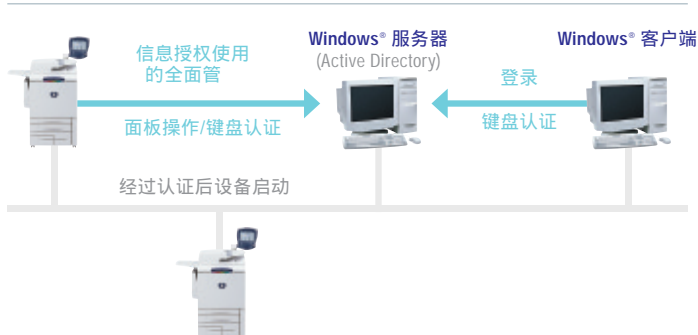 信息授权使用
的全面管
面板操作/键盘认证
Windows® 服务器
(Active Directory)
登录
键盘认证
Windows® 客户端
经过认证后设备启动